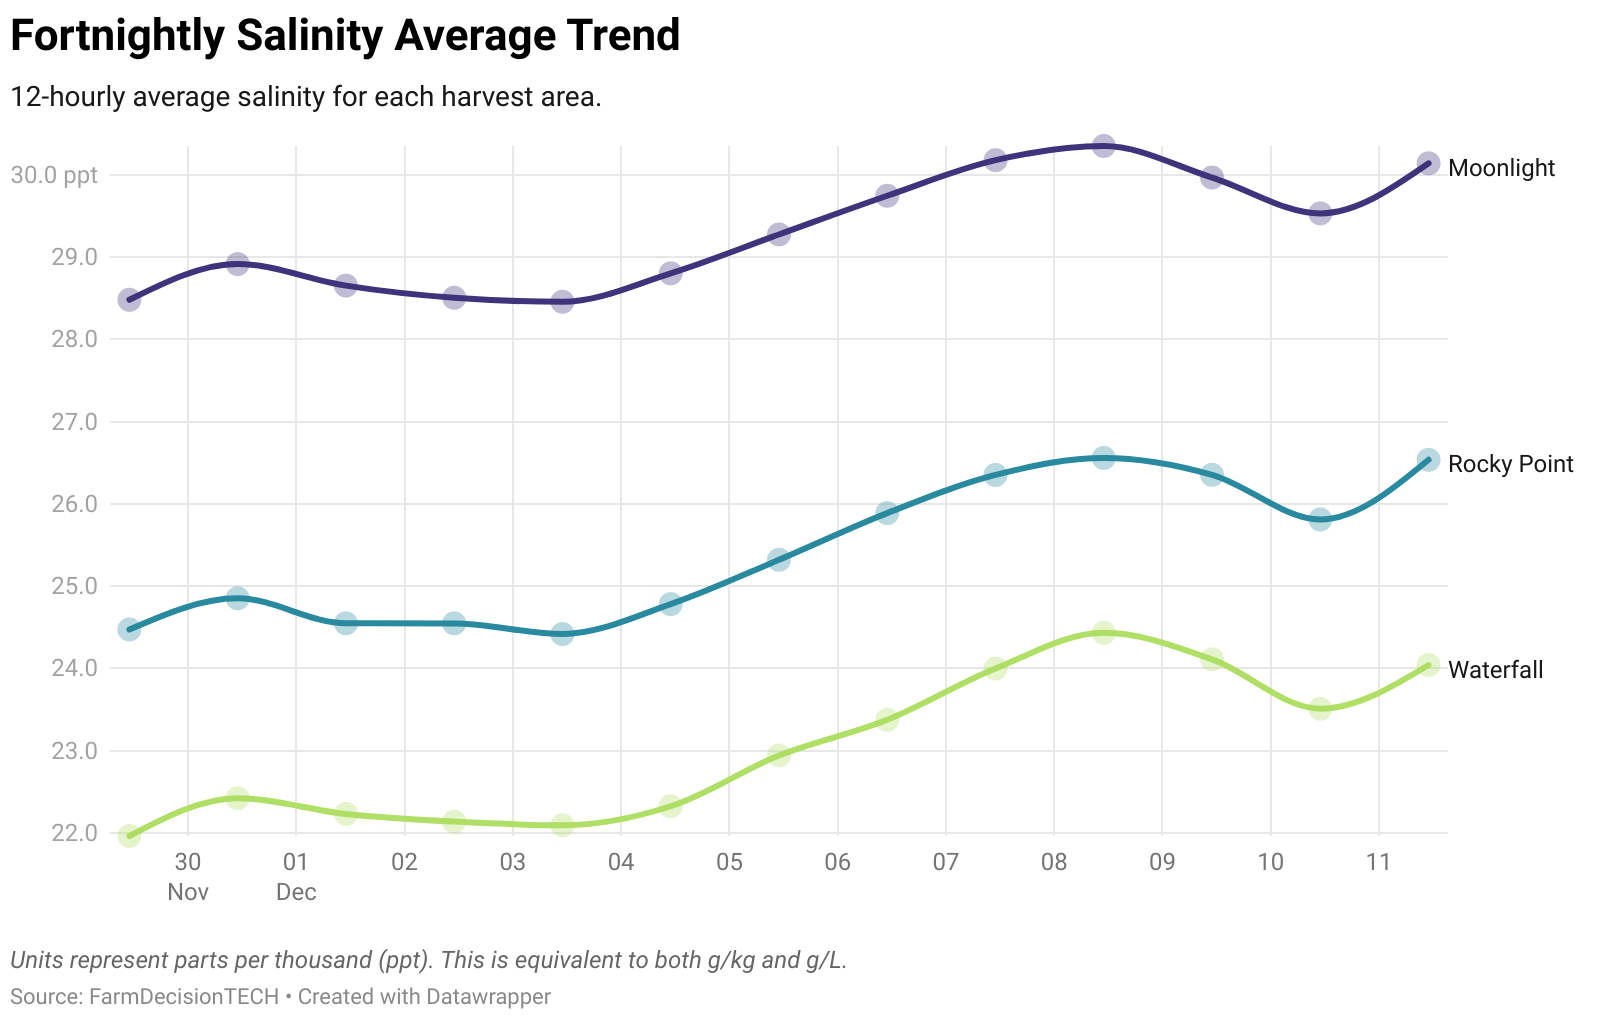 Fortnightly Salinity Average Trend
12-hourly average salinity for each harvest area.
30.0 ppt
29.0
28.0
27.0
26.0
25.0
24.0
23.0
22.0
Moonlight
Rocky Point
Waterfall
30 01 02 03 04 05 06 07 08 09 10 11
Nov Dec
Units represent parts per thousand (ppt). This is equivalent to both g/kg and g/L.
Source: FarmDecisionTECH • Created with Datawrapper